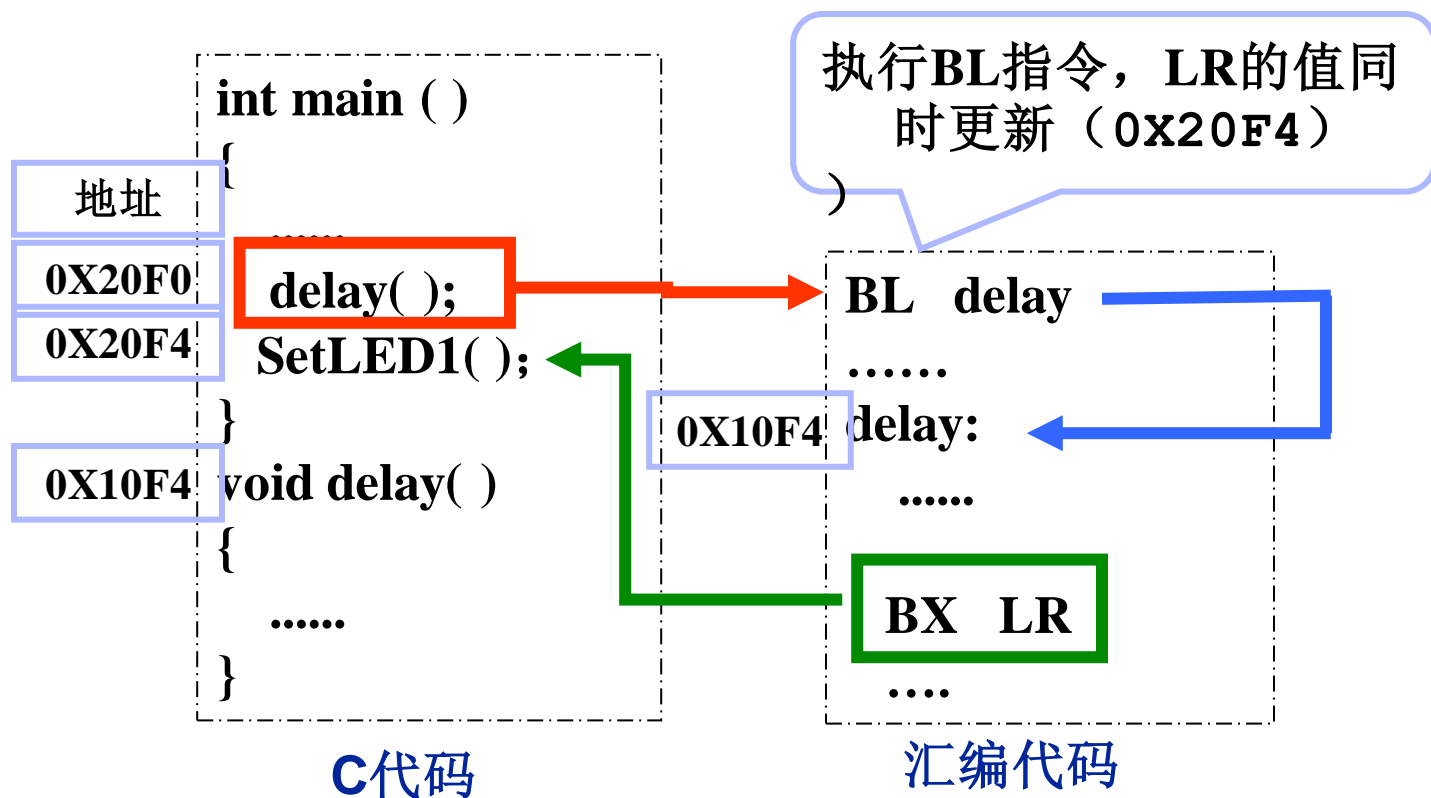 执行BL指令，LR的值同
时更新（0X20F4）
）
int main ( )
{
地址
......
0X20F0
delay( );
0X20F4
SetLED1( );
}
0X10F4
void delay( )
{
......
}
C代码
BL delay
……
0X10F4
delay:
......
BX LR
….
汇编代码